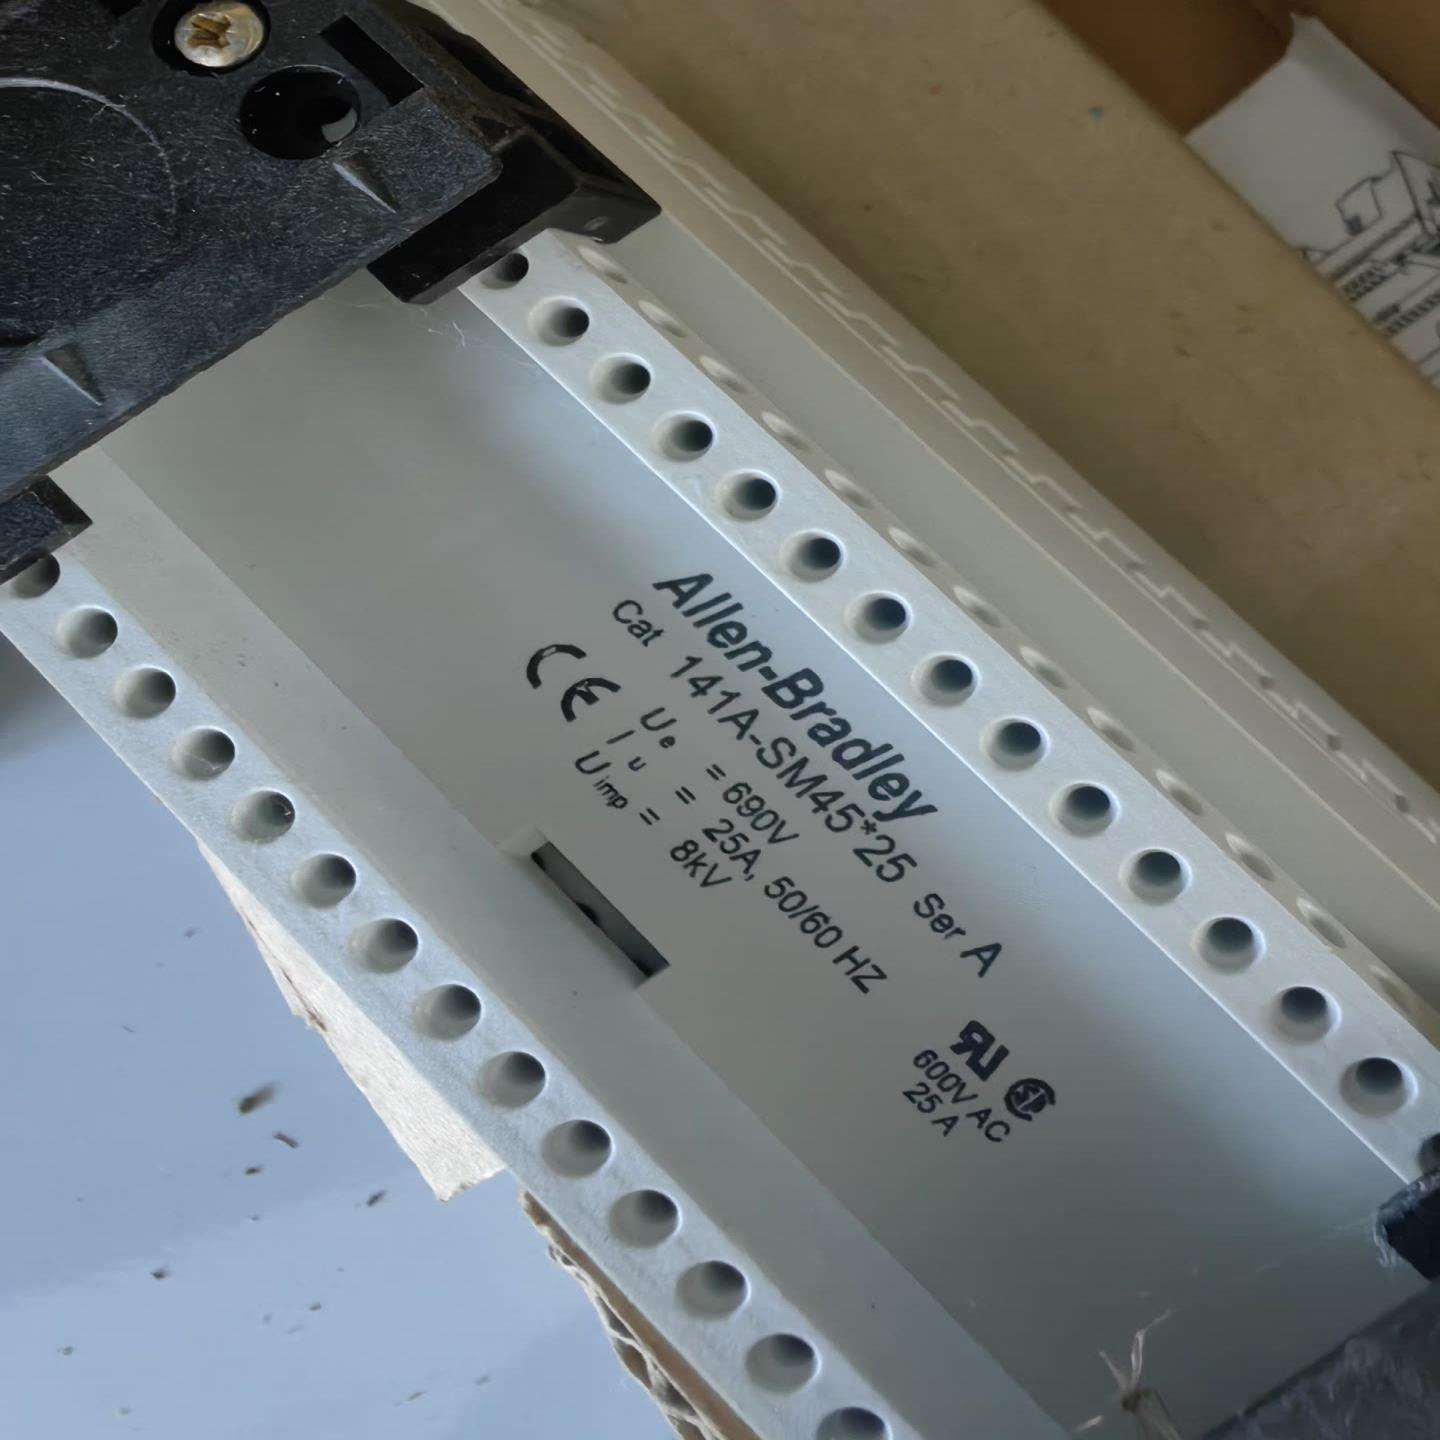 Allen-Bradley
Cat 141A-SM45*25 Ser A
CE
Ue = 690V
Iu = 25A, 50/60 HZ
Uimp = 8kV
RU
600V AC
25 A